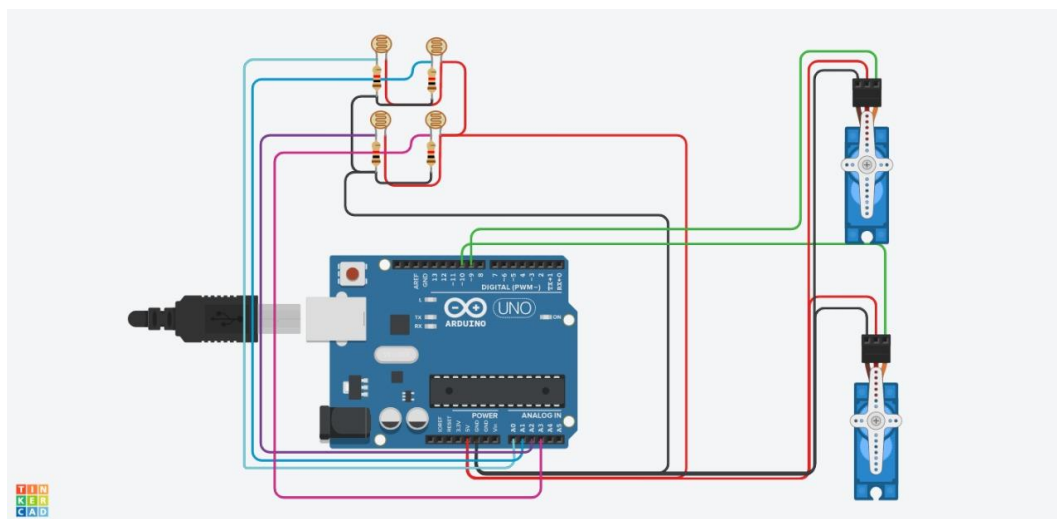 AREF
GND
13
12
~11
~10
~9
8
7
~6
~5
4
~3
2
TX→1
RX←0
DIGITAL (PWM~)
L
TX
RX
UNO
ARDUINO
ON
POWER
ANALOG IN
IOREF
RESET
3.3V
5V
GND
GND
Vin
A0
A1
A2
A3
A4
A5
TIN
KER
CAD